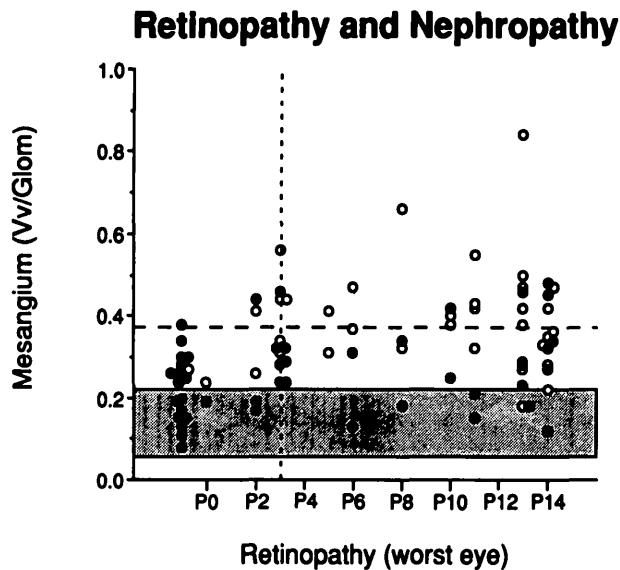 Retinopathy and Nephropathy
Mesangium (Vv/Glom)
1.0
0.8
0.6
0.4
0.2
0.0
P0 P2 P4 P6 P8 P10 P12 P14
Retinopathy (worst eye)